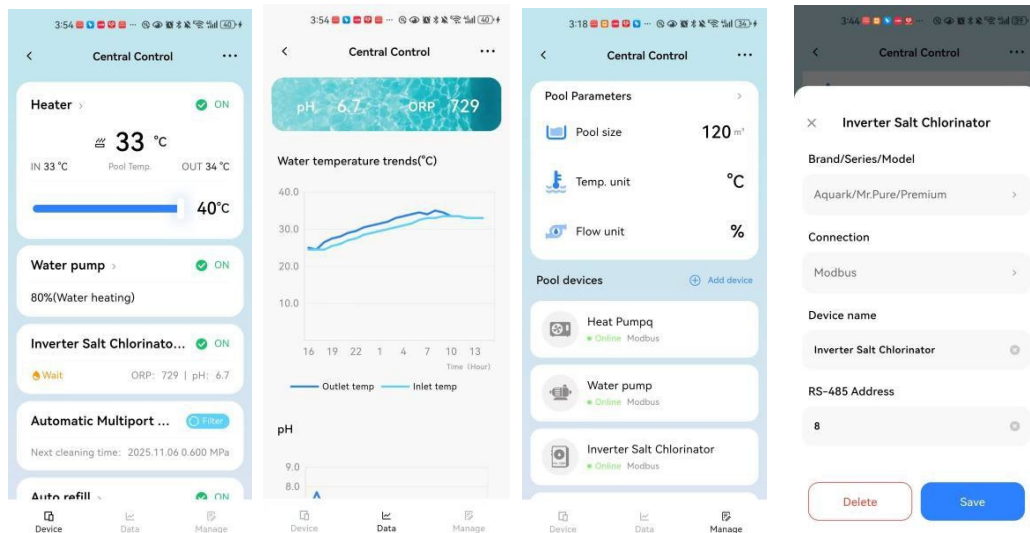 3:54
40
Central Control
Heater
ON
33 °C
IN 33 °C
Pool Temp.
OUT 34 °C
40°C
Water pump
ON
80%(Water heating)
Inverter Salt Chlorinato...
ON
Wait
ORP: 729 | pH: 6.7
Automatic Multiport ...
Filter
Next cleaning time: 2025.11.06 0.600 MPa
Auto refill
ON
Device
Data
Manage
3:54
40
Central Control
pH 6.7 ORP 729
Water temperature trends(°C)
40.0
30.0
20.0
10.0
16 19 22 1 4 7 10 13
Time (Hour)
Outlet temp
Inlet temp
pH
9.0
8.0
Device
Data
Manage
3:18
34
Central Control
Pool Parameters
Pool size
120 m³
Temp. unit
°C
Flow unit
%
Pool devices
Add device
Heat Pumpq
Online Modbus
Water pump
Online Modbus
Inverter Salt Chlorinator
Online Modbus
Device
Data
Manage
3:44
Central Control
Inverter Salt Chlorinator
Brand/Series/Model
Aquark/Mr.Pure/Premium
Connection
Modbus
Device name
Inverter Salt Chlorinator
RS-485 Address
8
Delete
Save